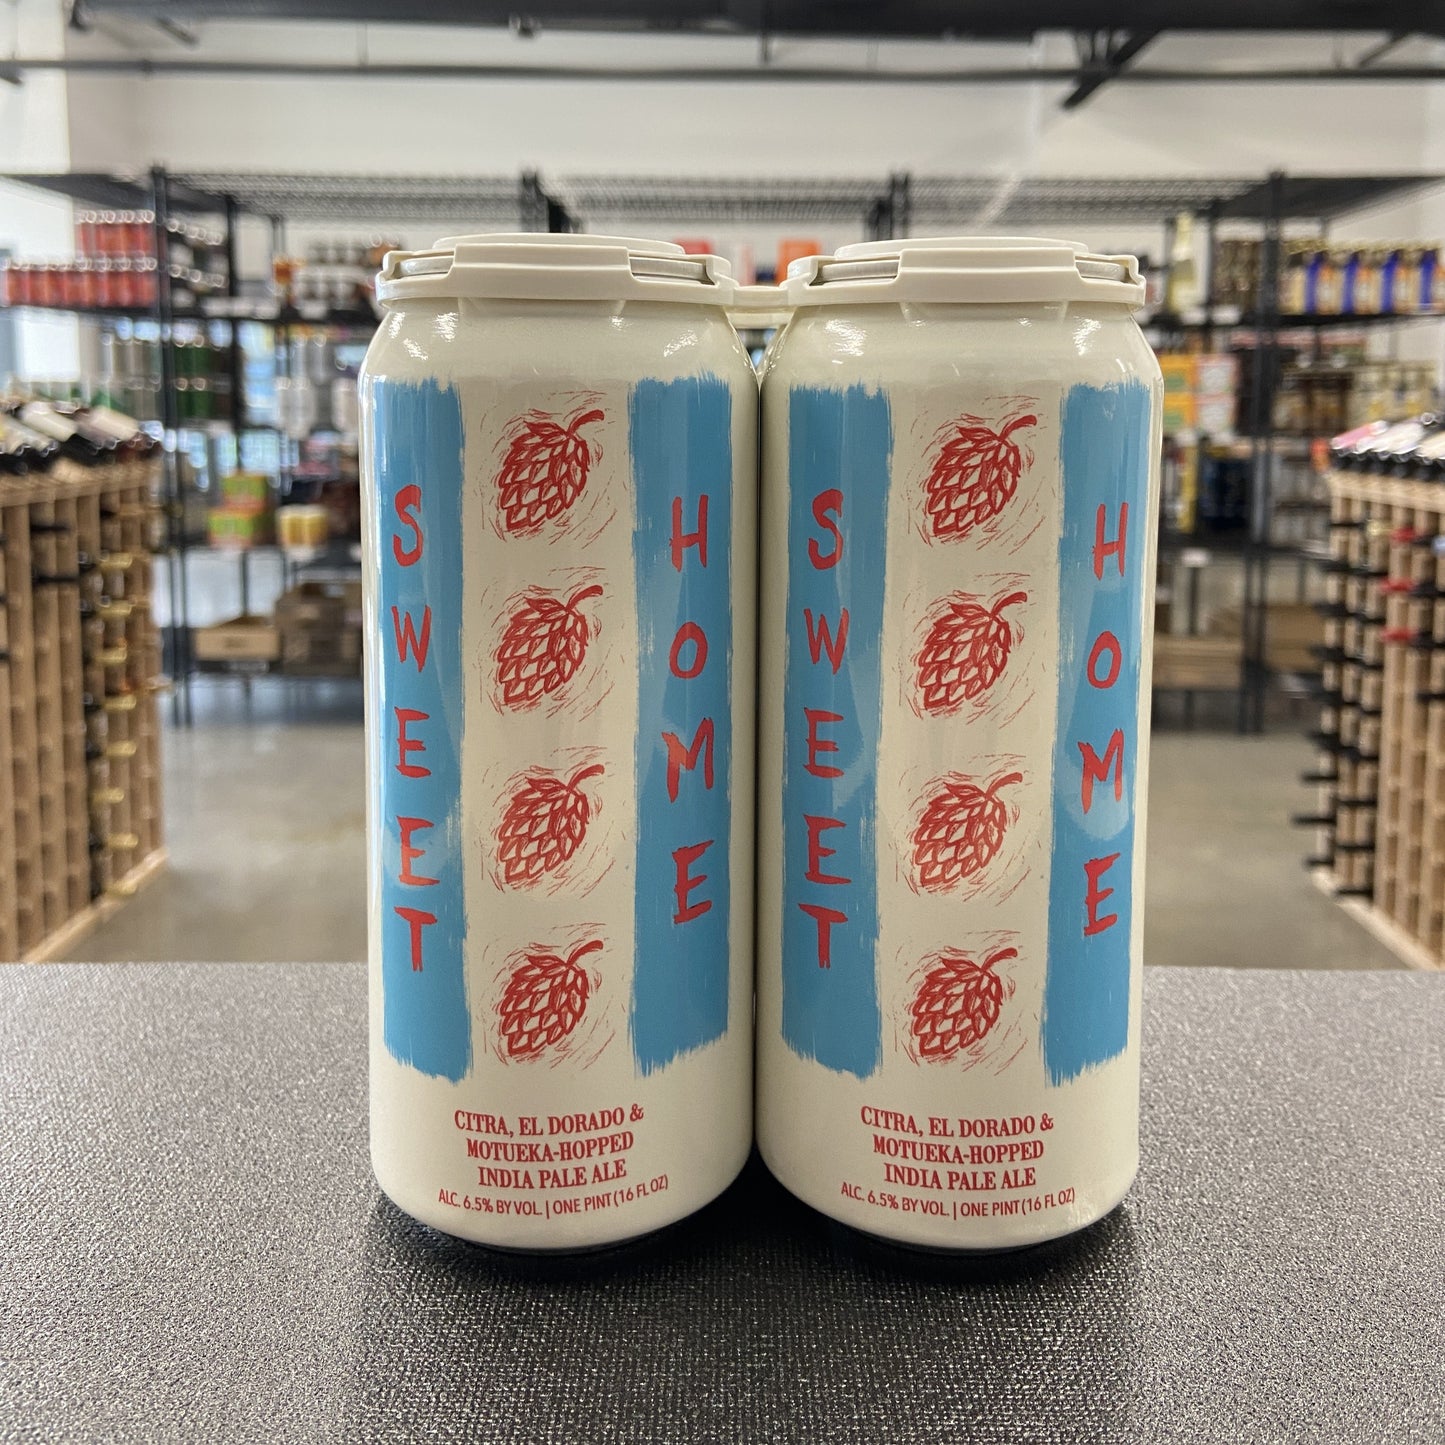 SWEET
HOME
CITRA, EL DORADO &
MOTUEKA-HOPPED
INDIA PALE ALE
ALC. 6.5% BY VOL. | ONE PINT (16 FL OZ)
SWEET
HOME
CITRA, EL DORADO &
MOTUEKA-HOPPED
INDIA PALE ALE
ALC. 6.5% BY VOL. | ONE PINT (16 FL OZ)